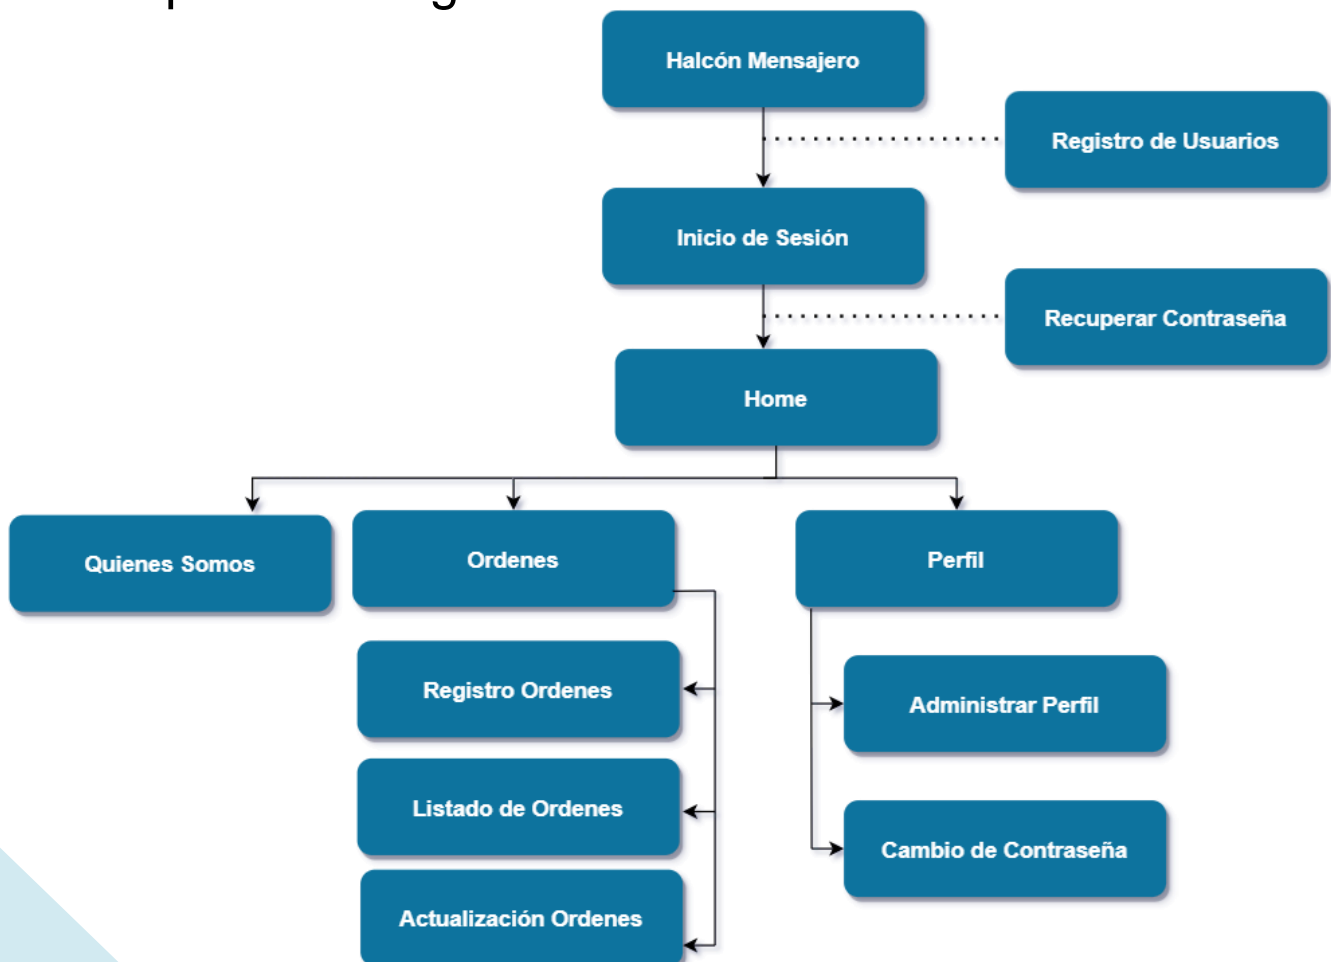 Halcón Mensajero
Registro de Usuarios
Inicio de Sesión
Recuperar Contraseña
Home
Quienes Somos
Ordenes
Perfil
Registro Ordenes
Administrar Perfil
Listado de Ordenes
Cambio de Contraseña
Actualización Ordenes